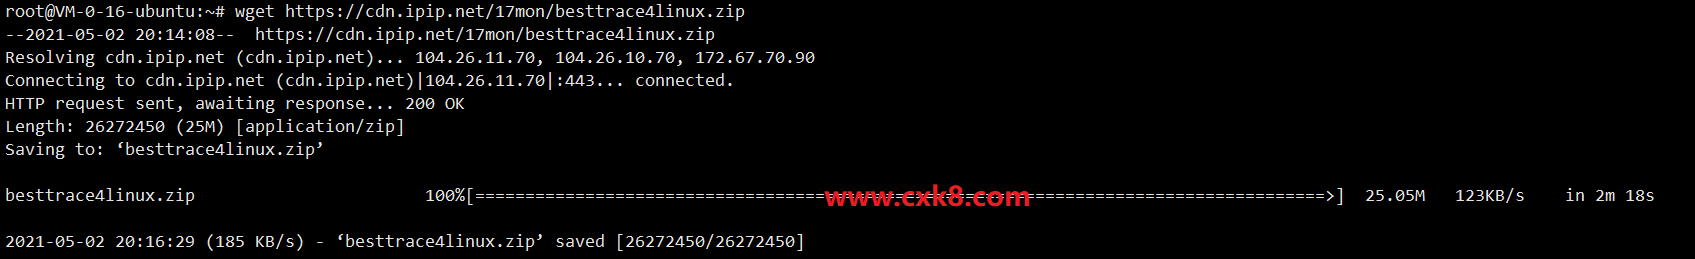 root@VM-0-16-ubuntu:~# wget https://cdn.ipip.net/17mon/besttrace4linux.zip
--2021-05-02 20:14:08--  https://cdn.ipip.net/17mon/besttrace4linux.zip
Resolving cdn.ipip.net (cdn.ipip.net)... 104.26.11.70, 104.26.10.70, 172.67.70.90
Connecting to cdn.ipip.net (cdn.ipip.net)|104.26.11.70|:443... connected.
HTTP request sent, awaiting response... 200 OK
Length: 26272450 (25M) [application/zip]
Saving to: ‘besttrace4linux.zip’
besttrace4linux.zip 100%[=====================================================================================>] 25.05M 123KB/s in 2m 18s
www.cxk8.com
2021-05-02 20:16:29 (185 KB/s) - ‘besttrace4linux.zip’ saved [26272450/26272450]